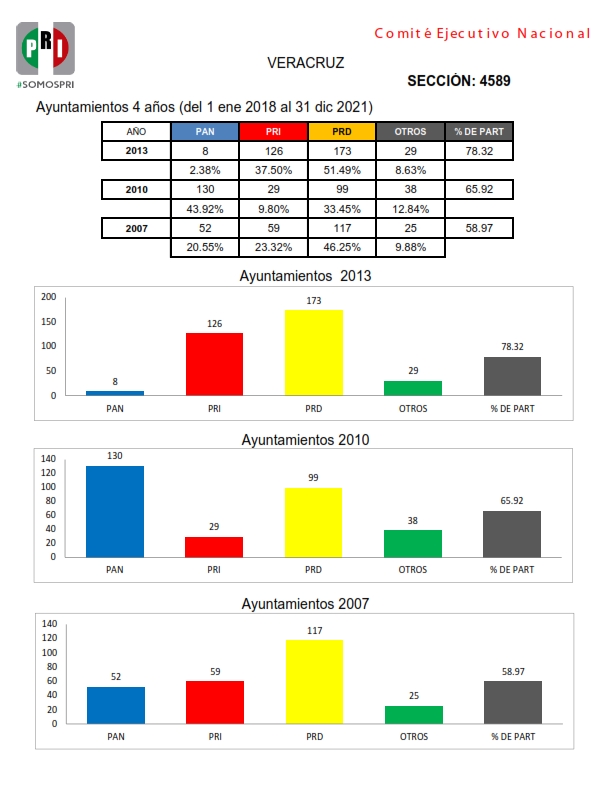 Comité Ejecutivo Nacional
PRI
#SOMOSPRI
VERACRUZ
SECCIÓN: 4589
Ayuntamientos 4 años (del 1 ene 2018 al 31 dic 2021)
AÑO PAN PRI PRD OTROS % DE PART
2013 8 126 173 29 78.32
2.38% 37.50% 51.49% 8.63%
2010 130 29 99 38 65.92
43.92% 9.80% 33.45% 12.84%
2007 52 59 117 25 58.97
20.55% 23.32% 46.25% 9.88%
Ayuntamientos 2013
200
150
100
50
0
8 126 173 29 78.32
PAN PRI PRD OTROS % DE PART
Ayuntamientos 2010
140
120
100
80
60
40
20
0
130 29 99 38 65.92
PAN PRI PRD OTROS % DE PART
Ayuntamientos 2007
140
120
100
80
60
40
20
0
52 59 117 25 58.97
PAN PRI PRD OTROS % DE PART